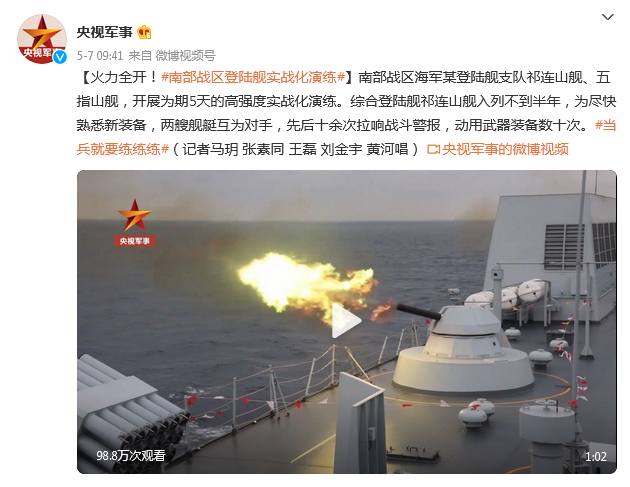 央视军事
央视军事
5-7 09:41 来自 微博视频号
【火力全开！#南部战区登陆舰实战化演练#】南部战区海军某登陆舰支队祁连山舰、五
指山舰，开展为期5天的高强度实战化演练。综合登陆舰祁连山舰入列不到半年，为尽快
熟悉新装备，两艘舰艇互为对手，先后十余次拉响战斗警报，动用武器装备数十次。#当
兵就要练练练#（记者马玥 张素同 王磊 刘金宇 黄河唱） 央视军事的微博视频
央视军事
98.8万次观看
1:02